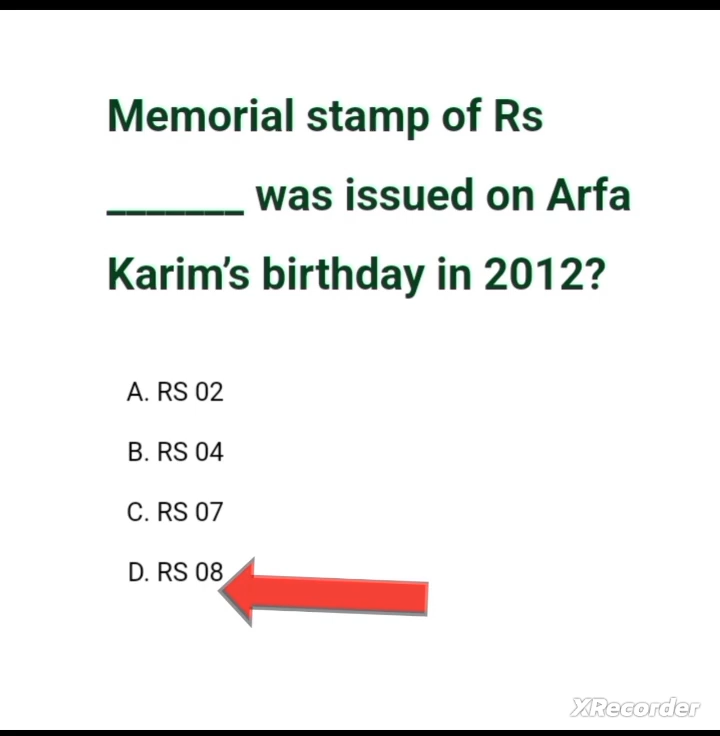 Memorial stamp of Rs
_______ was issued on Arfa
Karim's birthday in 2012?
A. RS 02
B. RS 04
C. RS 07
D. RS 08
XRecorder